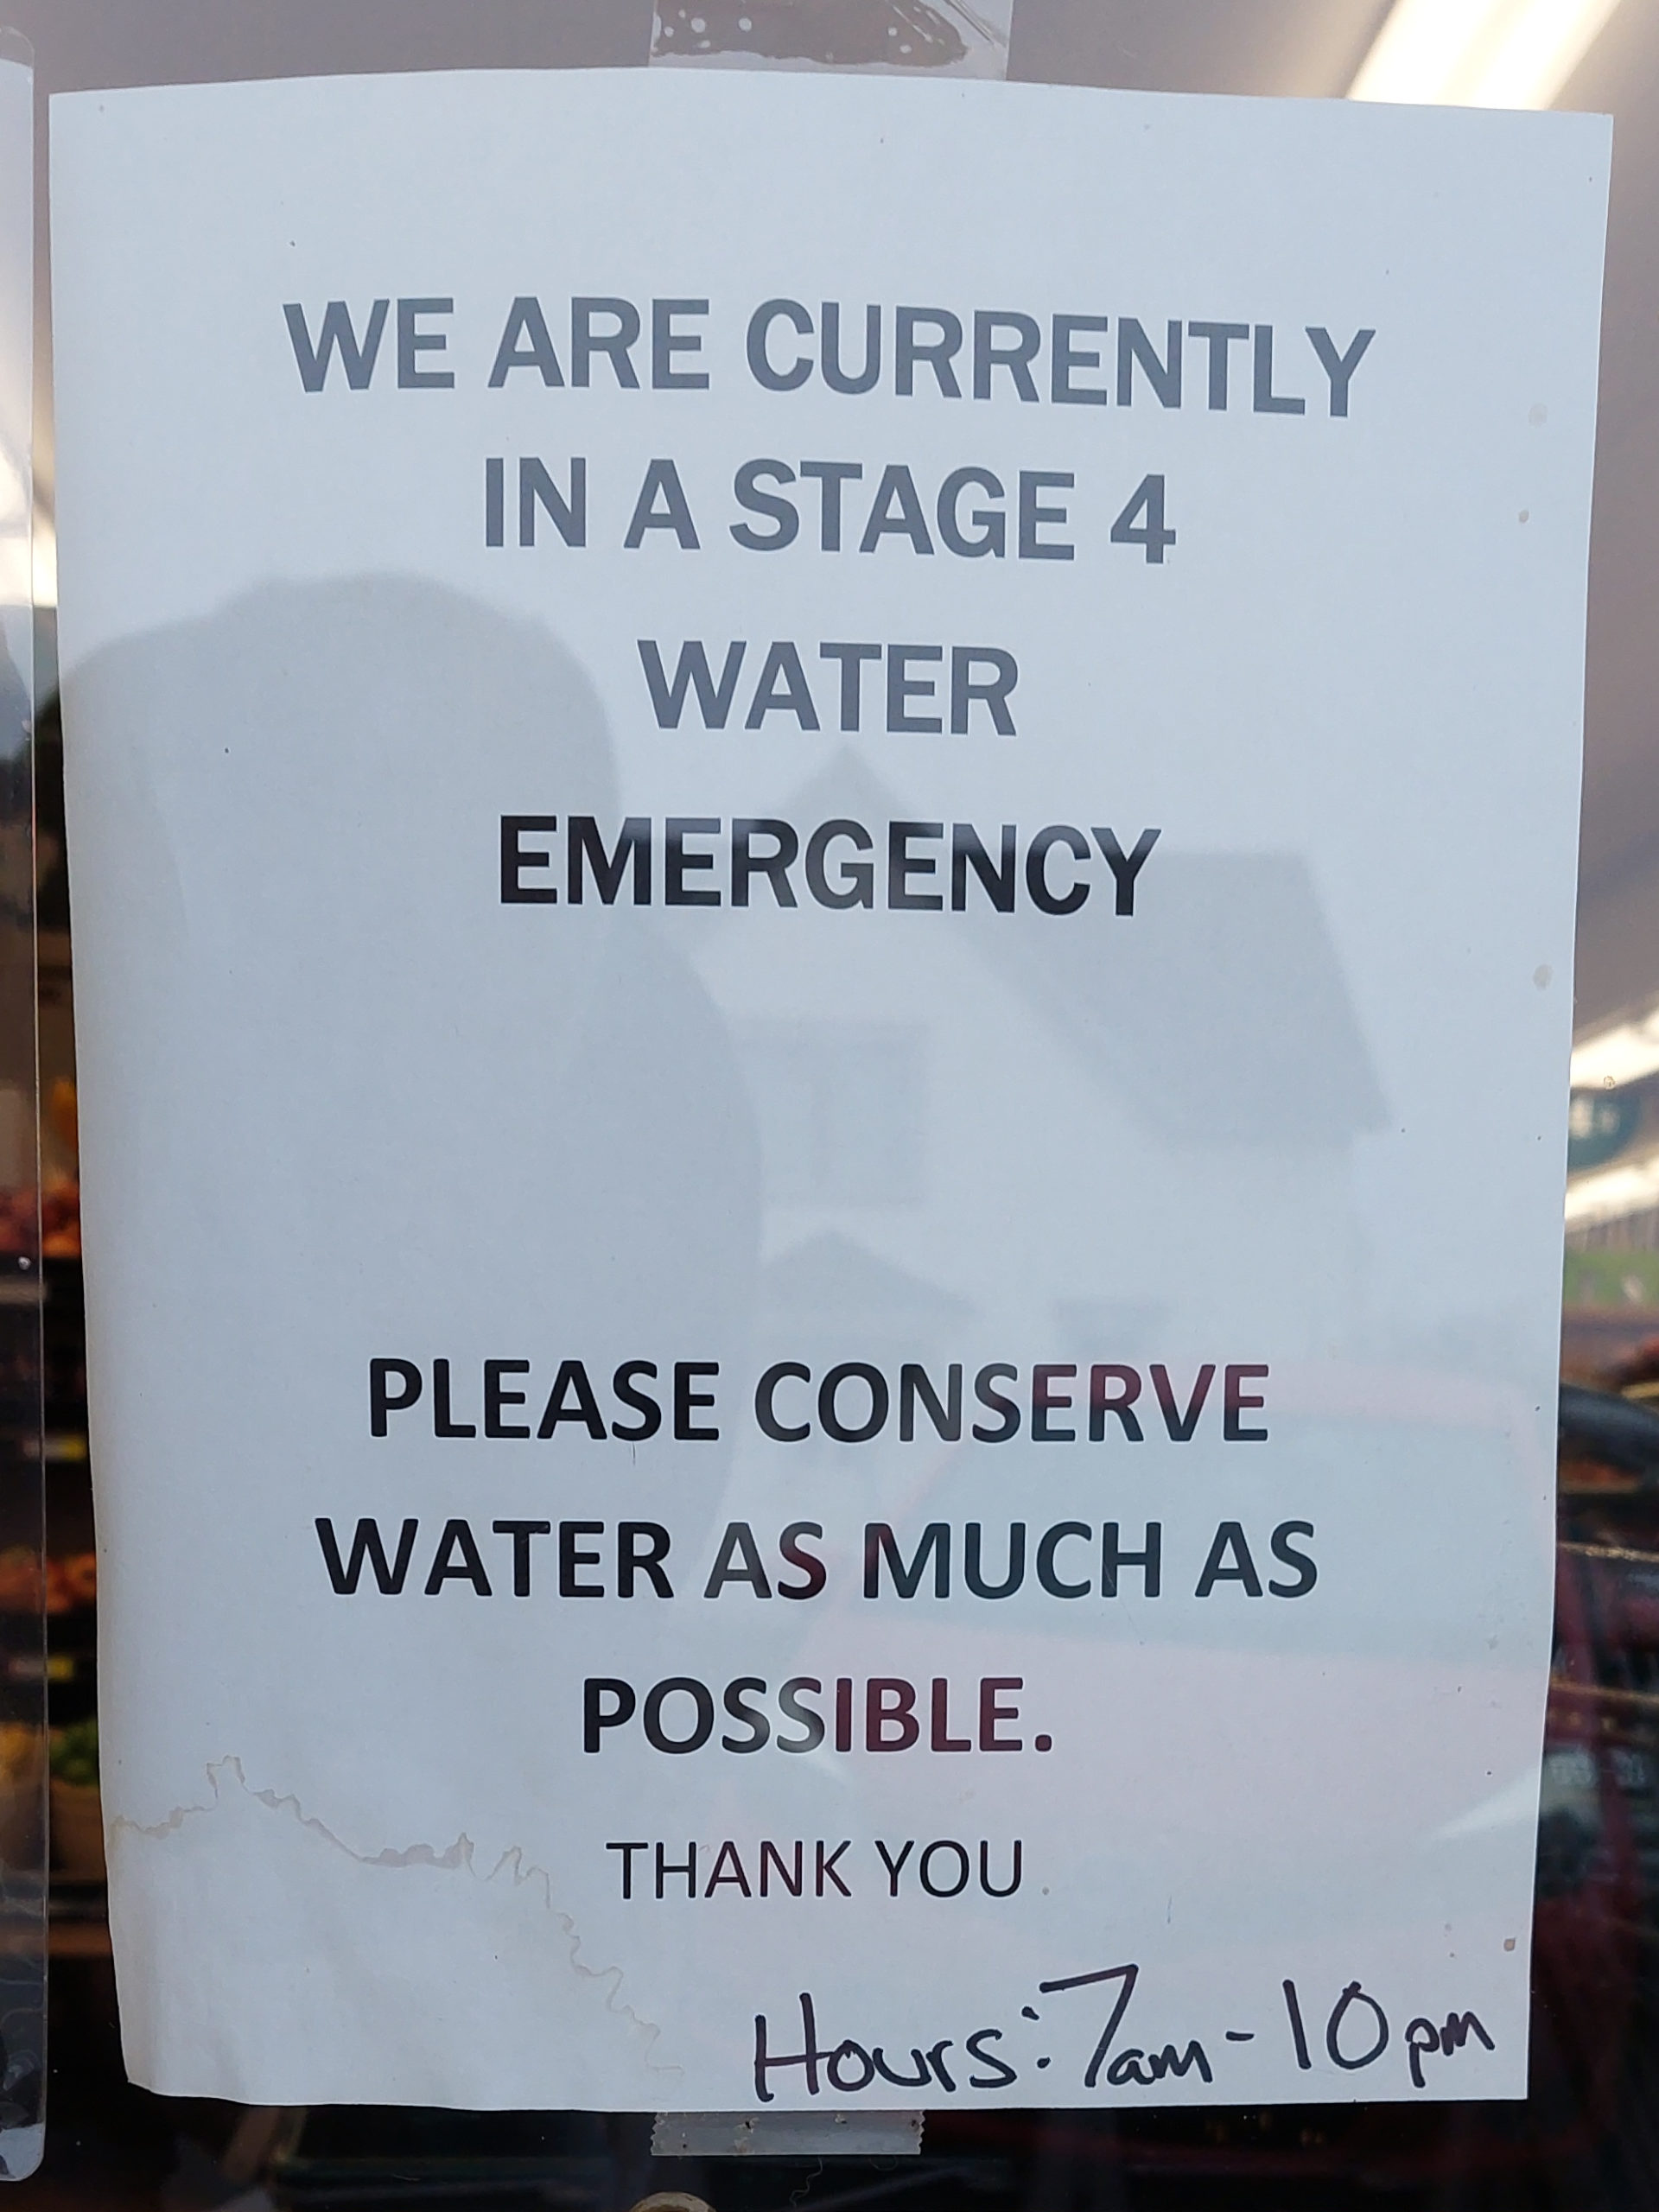 WE ARE CURRENTLY
IN A STAGE 4
WATER
EMERGENCY
PLEASE CONSERVE
WATER AS MUCH AS
POSSIBLE.
THANK YOU
Hours: 7am - 10pm